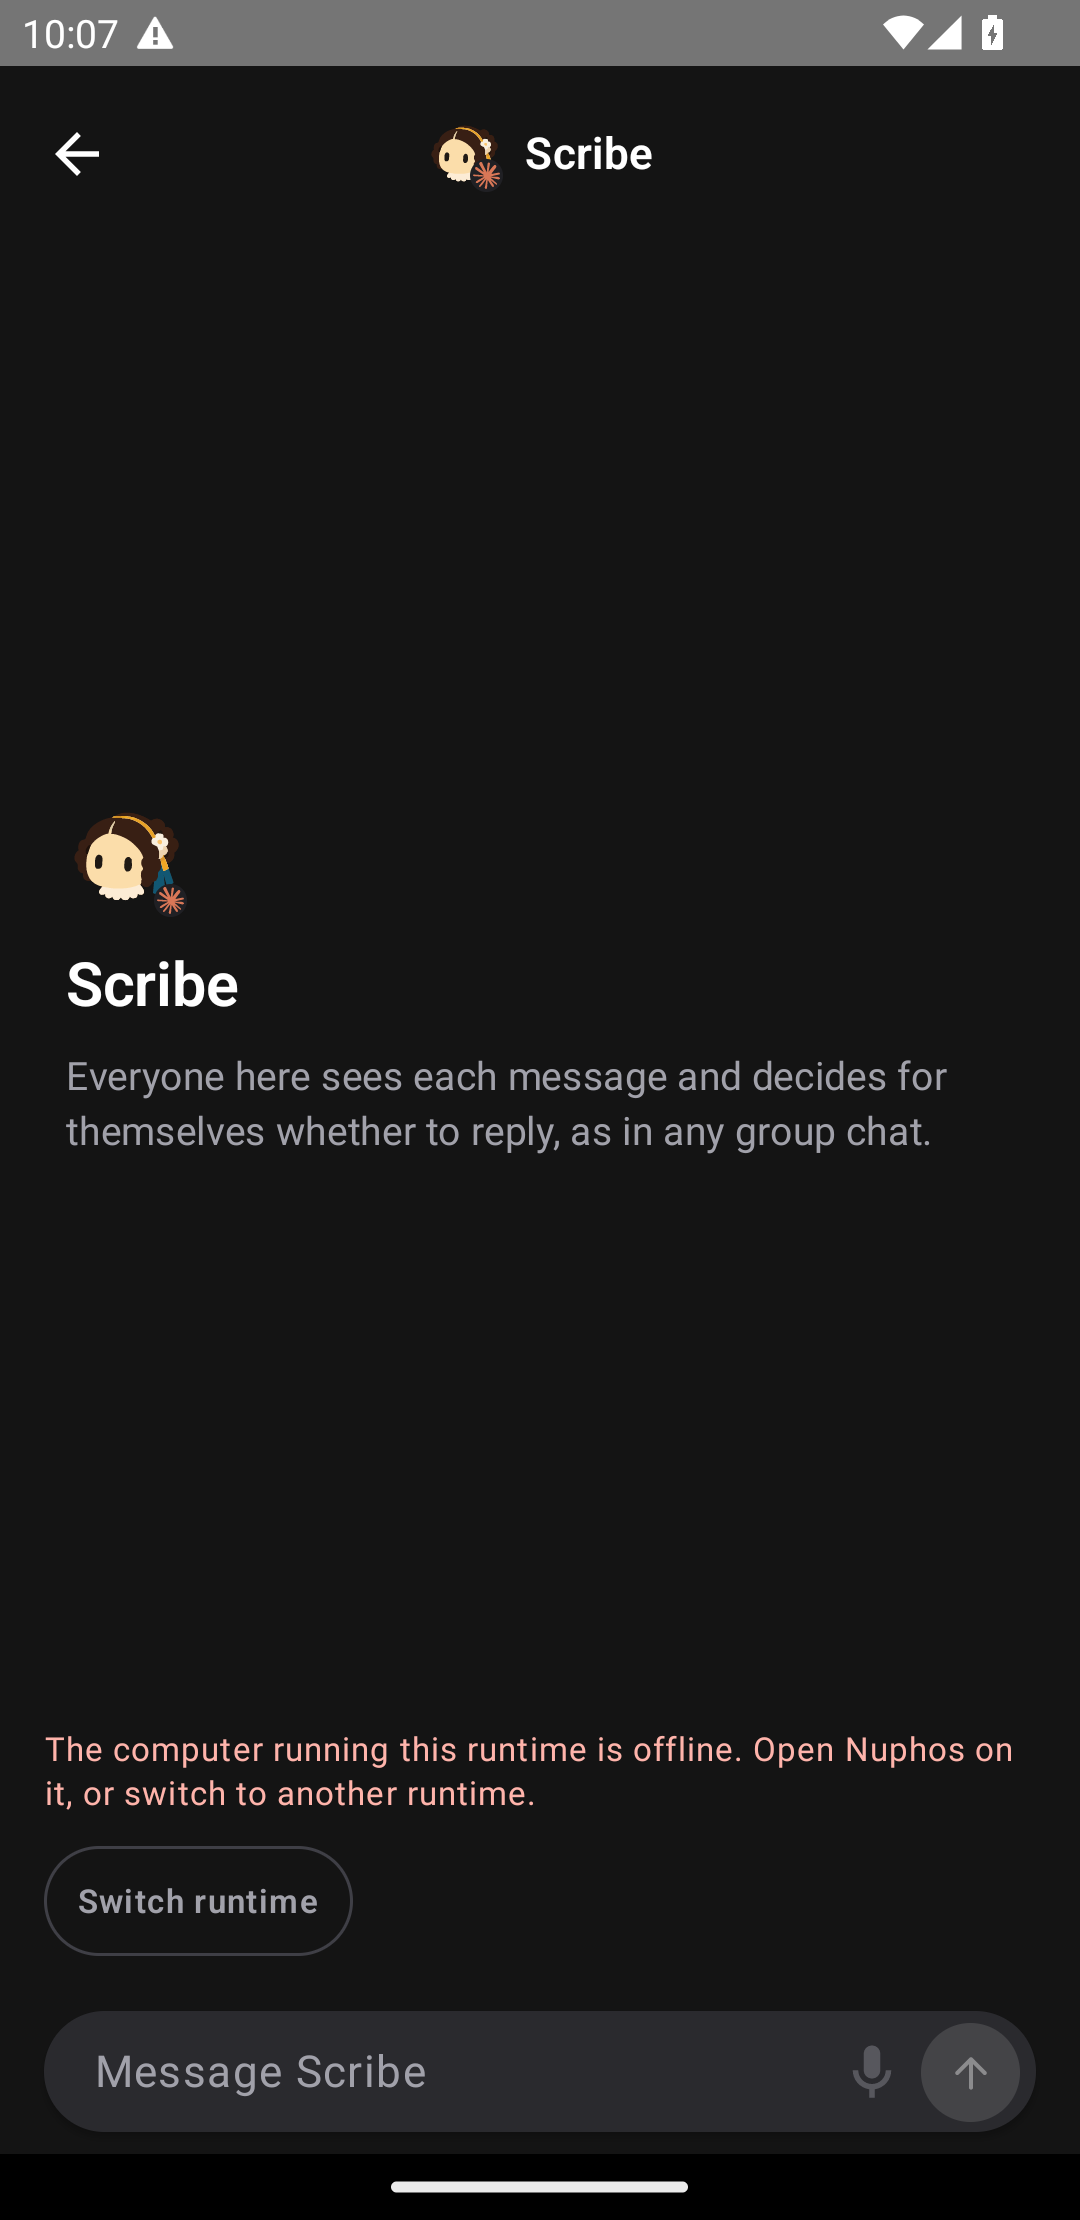 10:07
Scribe
Scribe
Everyone here sees each message and decides for
themselves whether to reply, as in any group chat.
The computer running this runtime is offline. Open Nuphos on
it, or switch to another runtime.
Switch runtime
Message Scribe